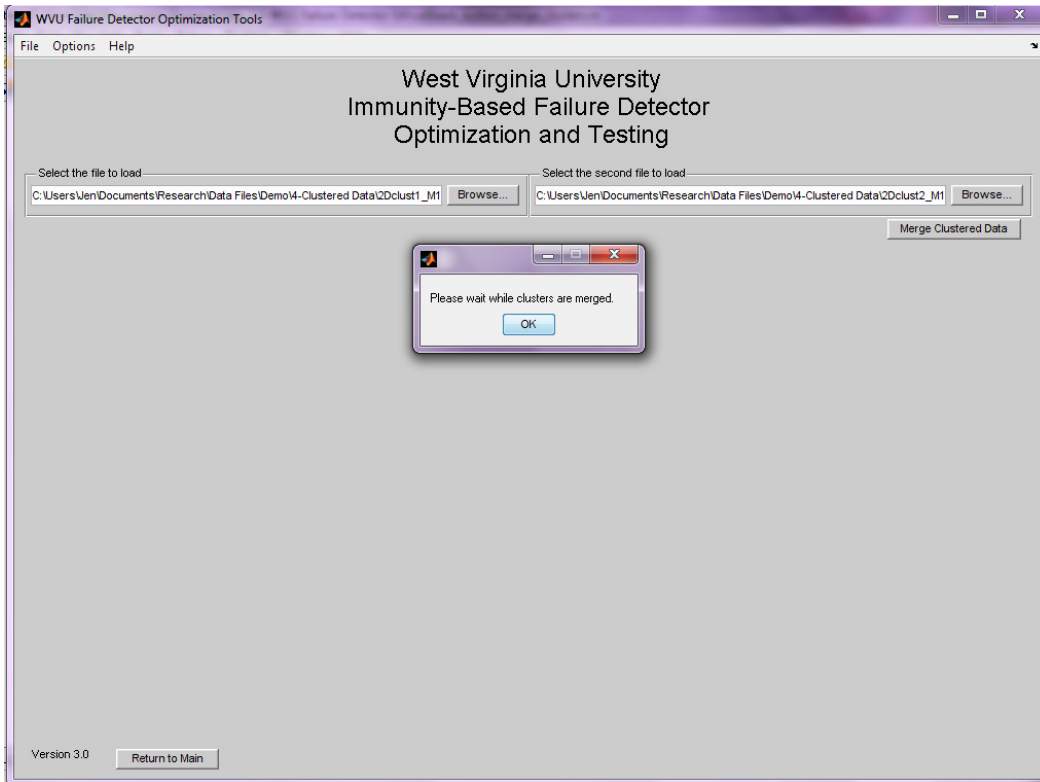 WVU Failure Detector Optimization Tools
File Options Help
West Virginia University
Immunity-Based Failure Detector
Optimization and Testing
Select the file to load
C:\Users\Jen\Documents\Research\Data Files\Demo\4-Clustered Data\2Dclust1_M1
Browse...
Select the second file to load
C:\Users\Jen\Documents\Research\Data Files\Demo\4-Clustered Data\2Dclust2_M1
Browse...
Merge Clustered Data
Please wait while clusters are merged.
OK
Version 3.0
Return to Main